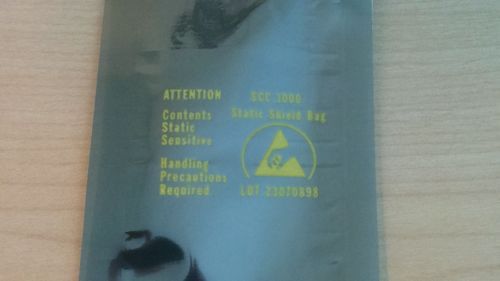 ATTENTION
Contents
Static
Sensitive
Handling
Precautions
Required
SCC 1000
Static Shield Bag
LOT 23070898